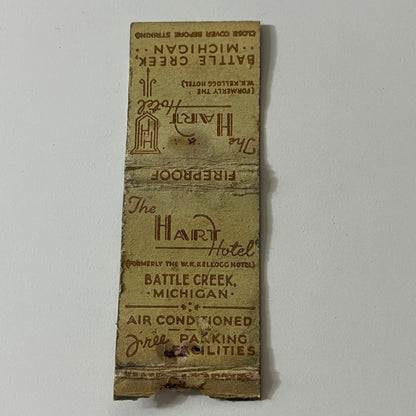 CLOSE COVER BEFORE STRIKING
BATTLE CREEK,
·· MICHIGAN ··
(FORMERLY THE
W.K. KELLOGG HOTEL)
The
HART
Hotel
FIREPROOF
The
HART
Hotel
(FORMERLY THE W.K. KELLOGG HOTEL)
BATTLE CREEK,
· MICHIGAN ·
AIR CONDITIONED
free PARKING
FACILITIES